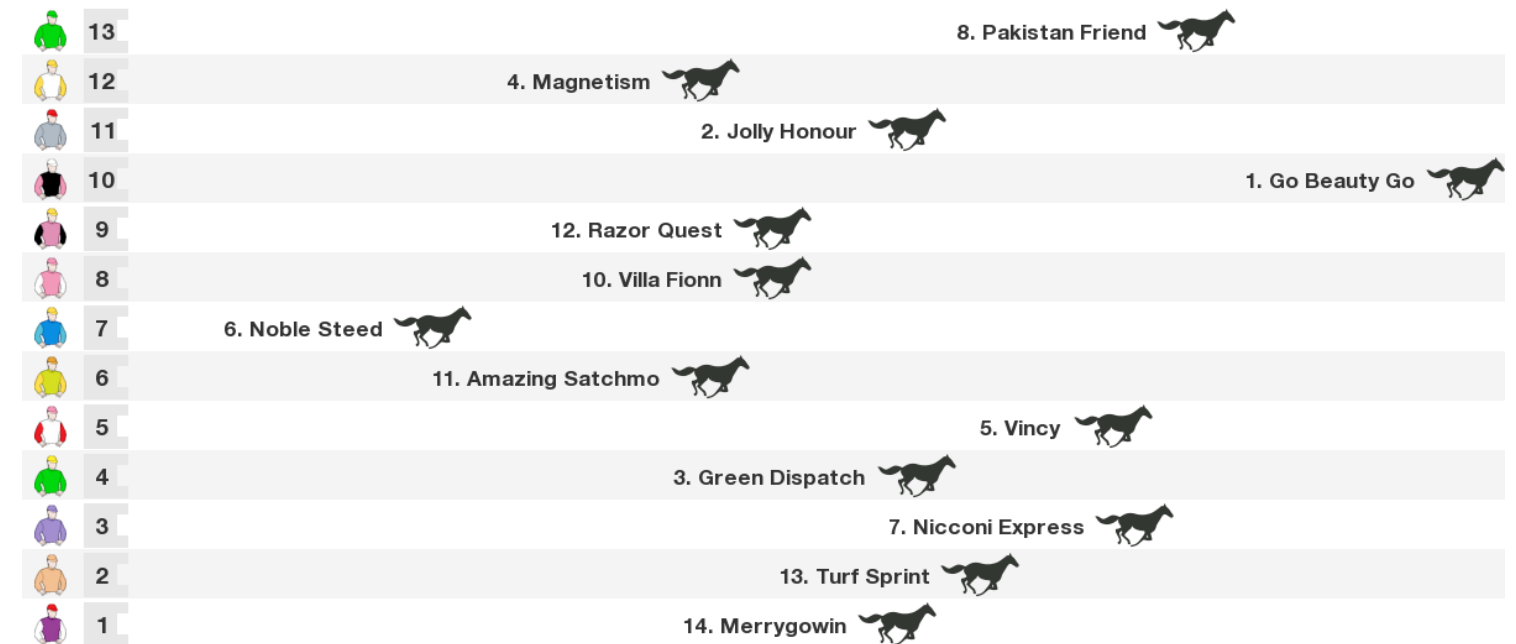 13 8. Pakistan Friend
12 4. Magnetism
11 2. Jolly Honour
10 1. Go Beauty Go
9 12. Razor Quest
8 10. Villa Fionn
7 6. Noble Steed
6 11. Amazing Satchmo
5 5. Vincy
4 3. Green Dispatch
3 7. Nicconi Express
2 13. Turf Sprint
1 14. Merrygowin